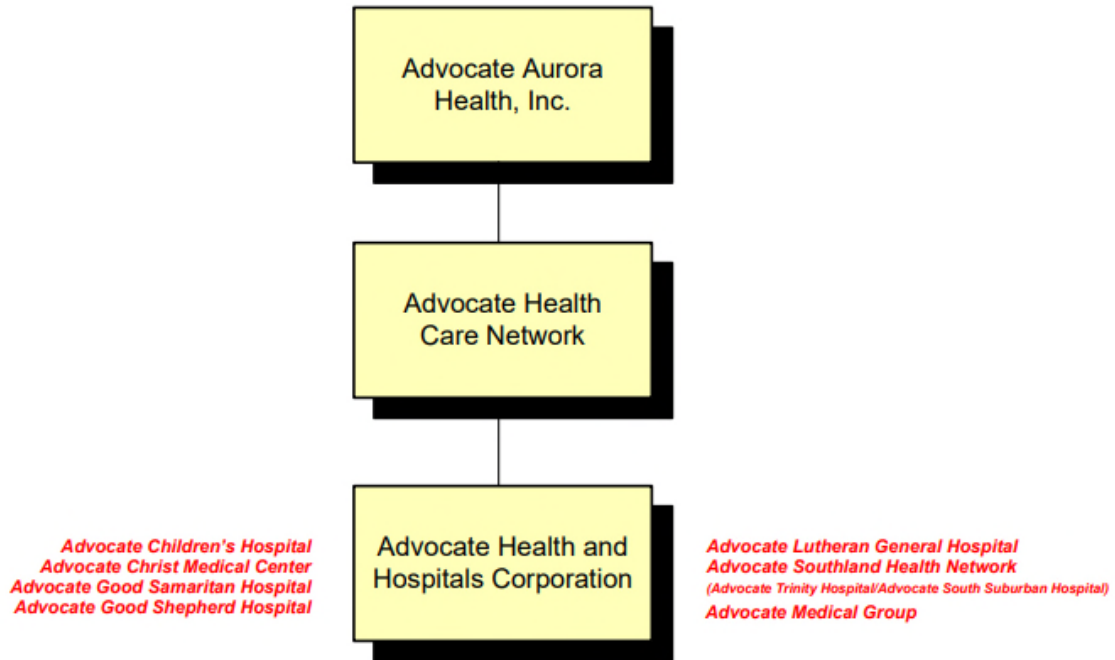 Advocate Aurora
Health, Inc.
Advocate Health
Care Network
Advocate Health and
Hospitals Corporation
Advocate Children's Hospital
Advocate Christ Medical Center
Advocate Good Samaritan Hospital
Advocate Good Shepherd Hospital
Advocate Lutheran General Hospital
Advocate Southland Health Network
(Advocate Trinity Hospital/Advocate South Suburban Hospital)
Advocate Medical Group